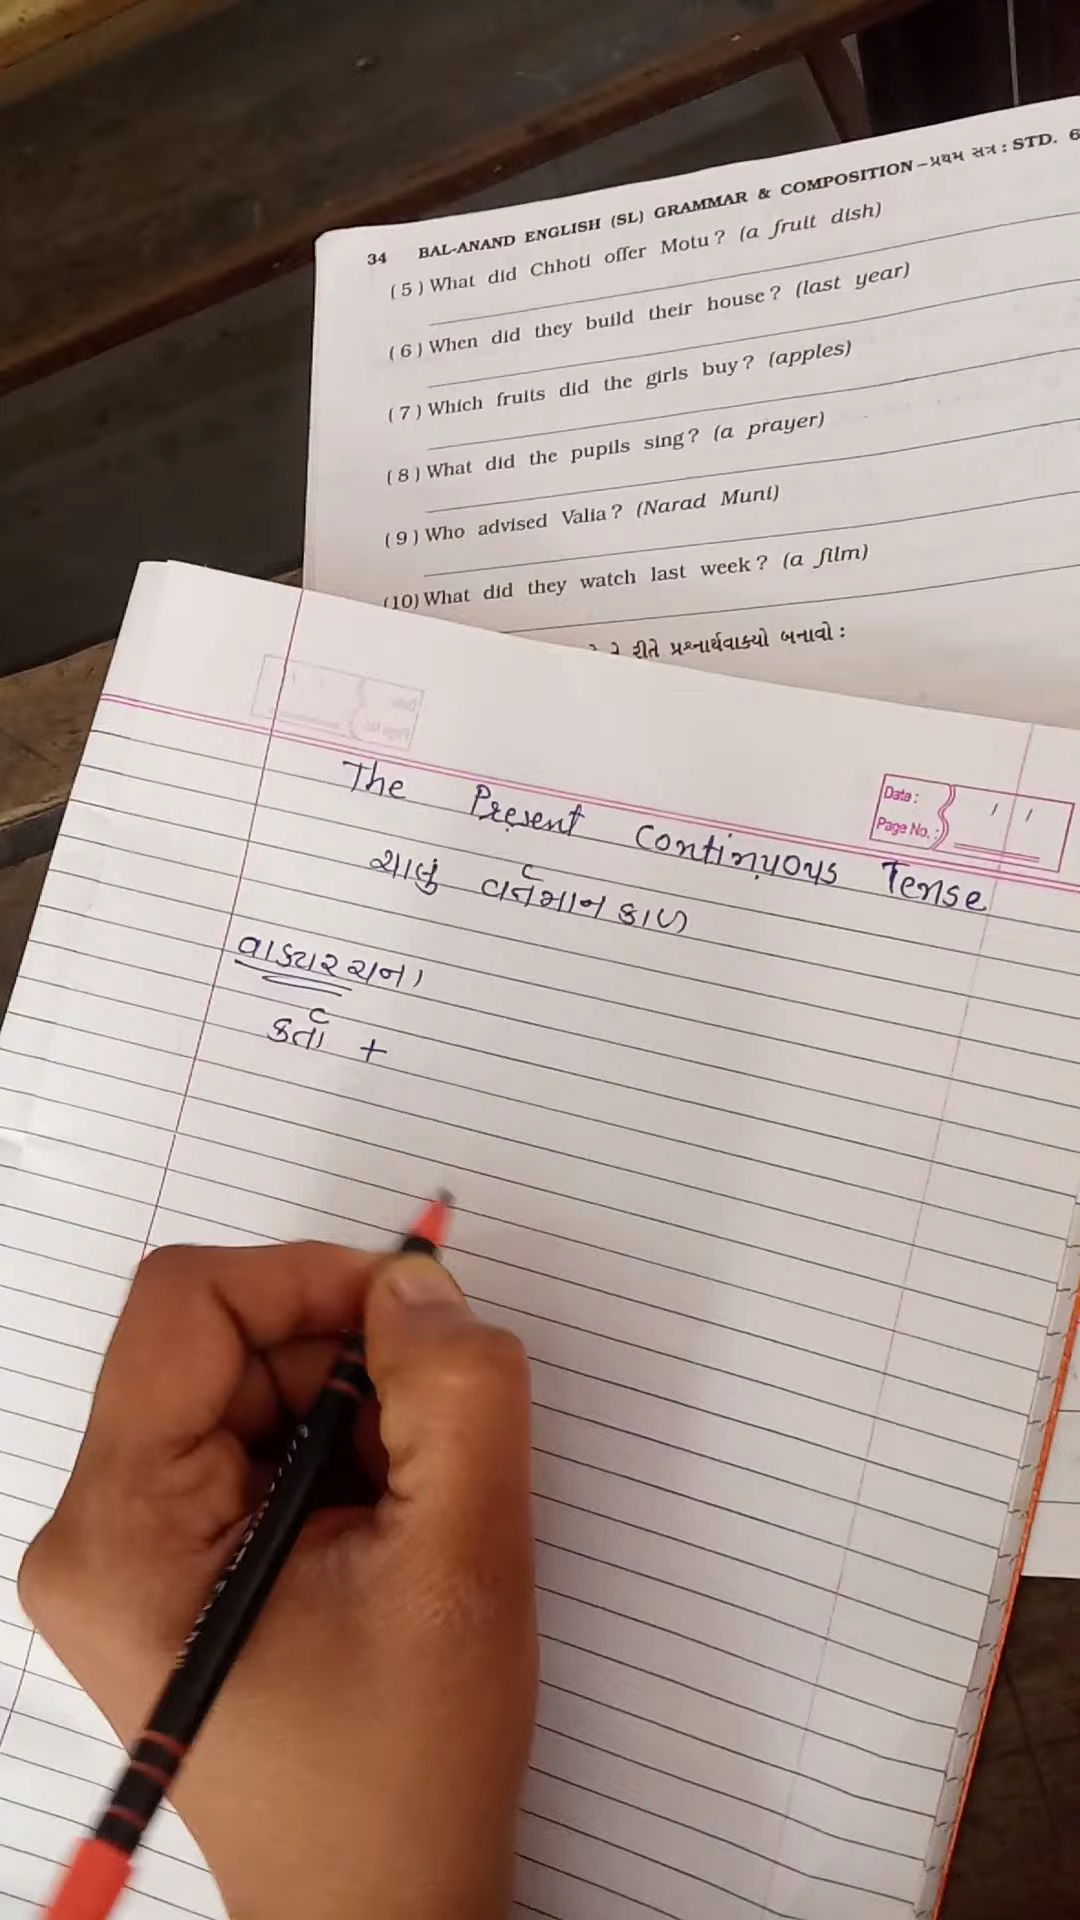 34 BAL-ANAND ENGLISH (SL) GRAMMAR & COMPOSITION – પ્રથમ સત્ર : STD. 6
(5) What did Chhoti offer Motu? (a fruit dish)
(6) When did they build their house? (last year)
(7) Which fruits did the girls buy? (apples)
(8) What did the pupils sing? (a prayer)
(9) Who advised Valia? (Narad Muni)
(10) What did they watch last week? (a film)
રીતે પ્રશ્નાર્થવાક્યો બનાવો :
Date :
Page No. :
The Present Continuous Tense
ચાલું વર્તમાન કાળ
વાક્યરચના
કર્તા +